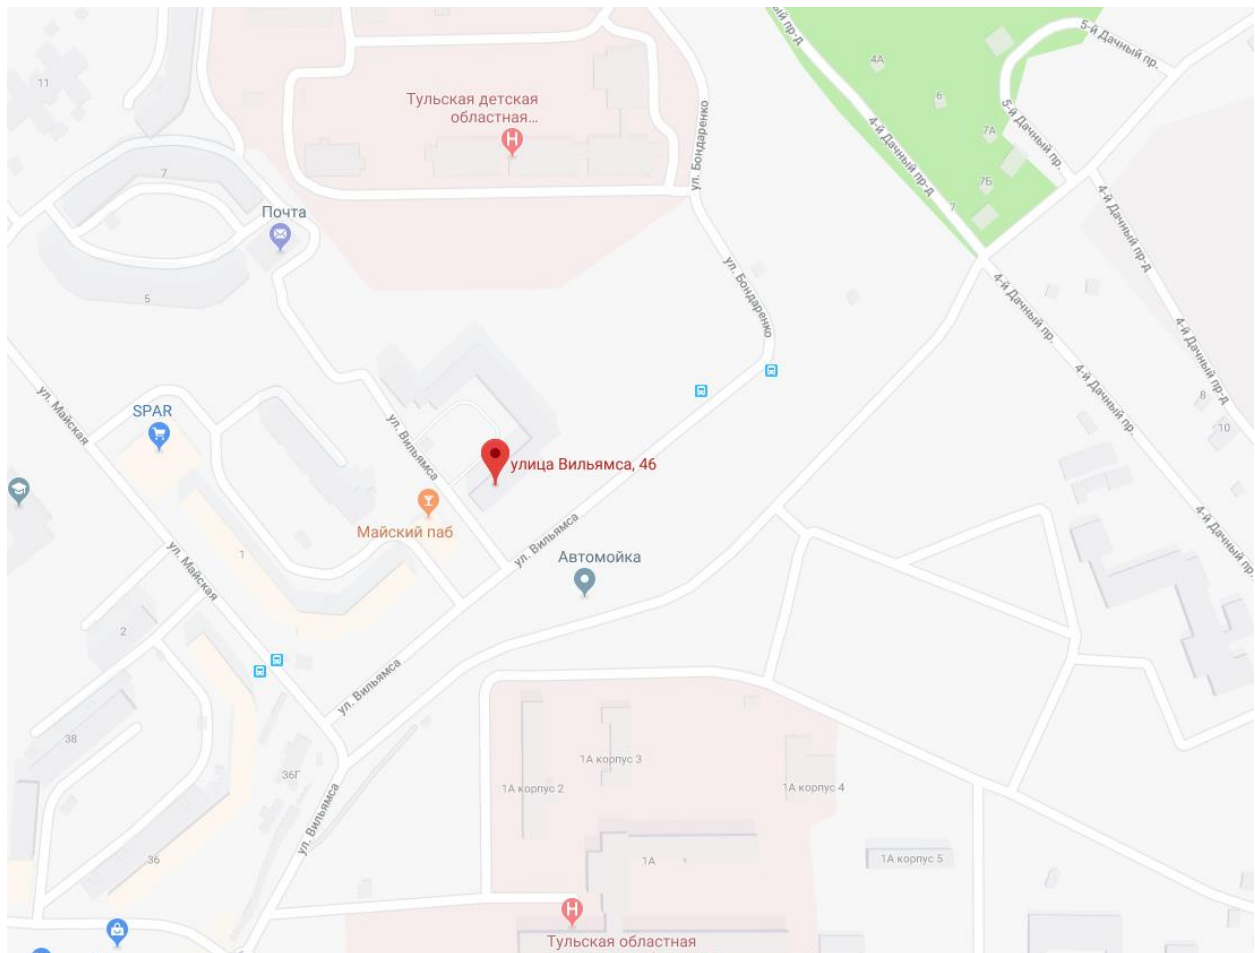 5-й Дачный пр.
ный пр-д
4А
11
Тульская детская
областная...
6
5-й Дачный пр.
7А
ул. Бондаренко
4-й Дачный пр-д
7
7Б
7
4-й Дачный пр-д
Почта
5
ул. Бондаренко
4-й Дачный пр.
4-й Дачный пр-д
4-й Дачный пр.
ул. Майская
SPAR
ул. Вильямса
8
10
улица Вильямса, 46
Майский паб
ул. Вильямса
4-й Дачный пр.
1
Автомойка
ул. Майская
2
ул. Вильямса
38
36Г
1А корпус 3
1А корпус 2
1А корпус 4
ул. Вильямса
36
1А
1А корпус 5
Тульская областная